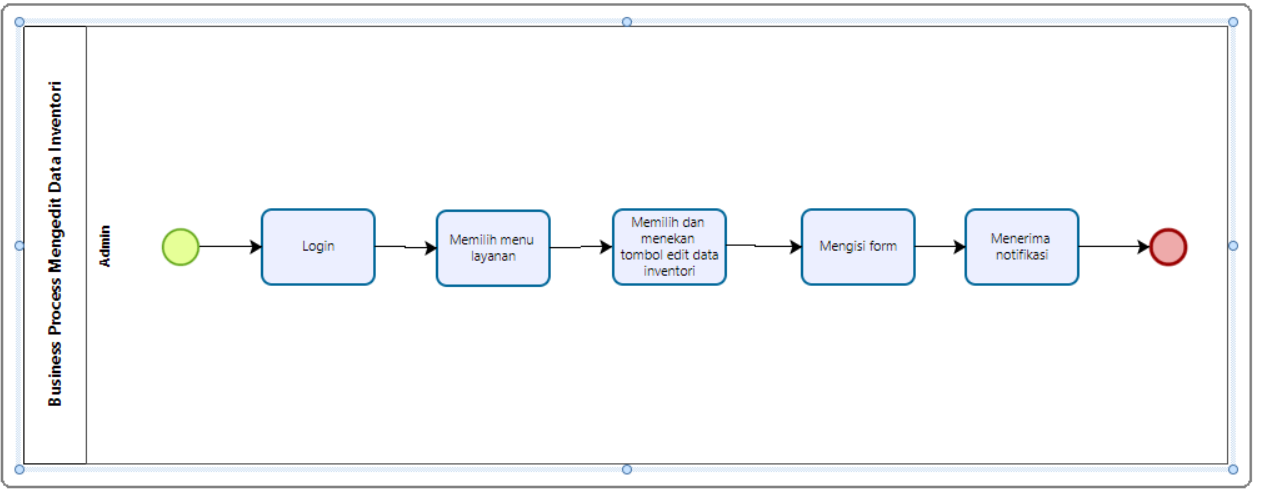 Business Process Mengedit Data Inventori
Admin
Login
Memilih menu
layanan
Memilih dan
menekan
tombol edit data
inventori
Mengisi form
Menerima
notifikasi